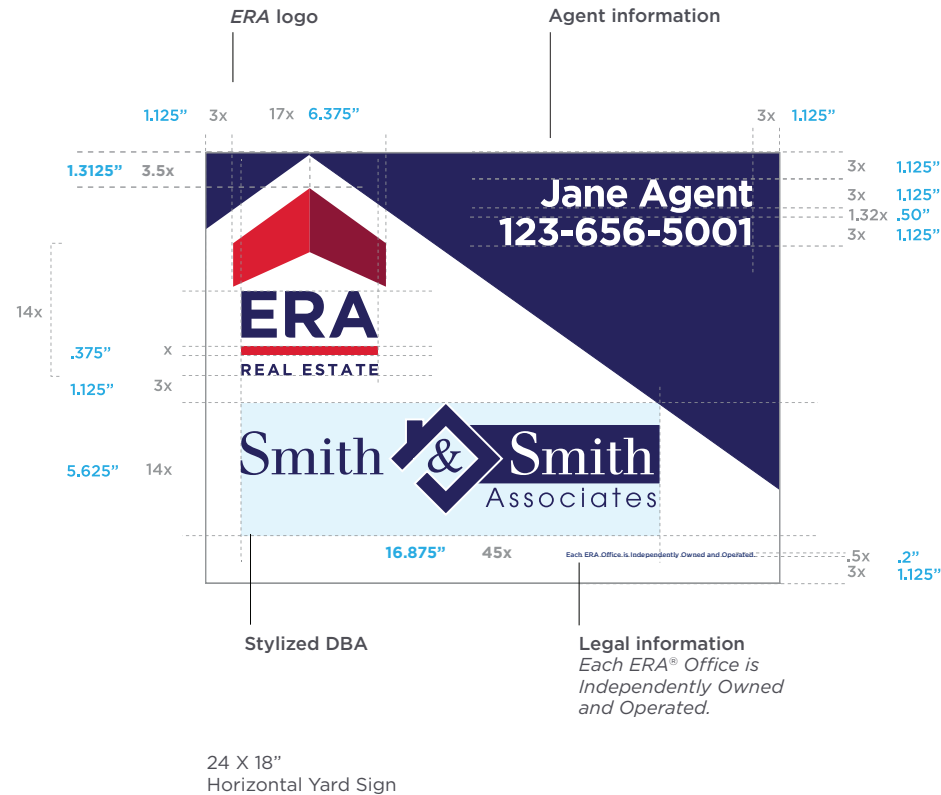 ERA logo
Agent information
1.125” 3x 17x 6.375” 3x 1.125”
1.3125” 3.5x
3x 1.125”
Jane Agent
3x 1.125”
1.32x .50”
123-656-5001
3x 1.125”
14x
ERA
.375” x
REAL ESTATE
1.125” 3x
Smith & Smith
5.625” 14x
Associates
16.875” 45x
Each ERA Office is Independently Owned and Operated.
.5x .2”
3x 1.125”
Stylized DBA
Legal information
Each ERA® Office is
Independently Owned
and Operated.
24 X 18”
Horizontal Yard Sign